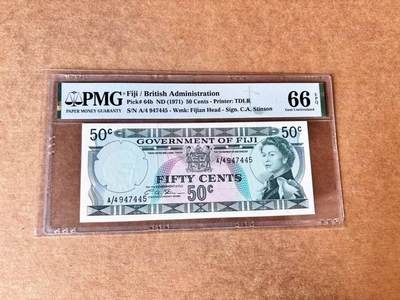 PMG
PAPER MONEY GUARANTY
Fiji / British Administration
Pick# 64b ND (1971) 50 Cents - Printer: TDLR
S/N A/4 947445 - Wmk: Fijian Head - Sign. C.A. Stinson
66 EPQ
Gem Uncirculated
50c 50c
GOVERNMENT OF FIJI
A/4 947445
FIFTY CENTS
A/4 947445
50c